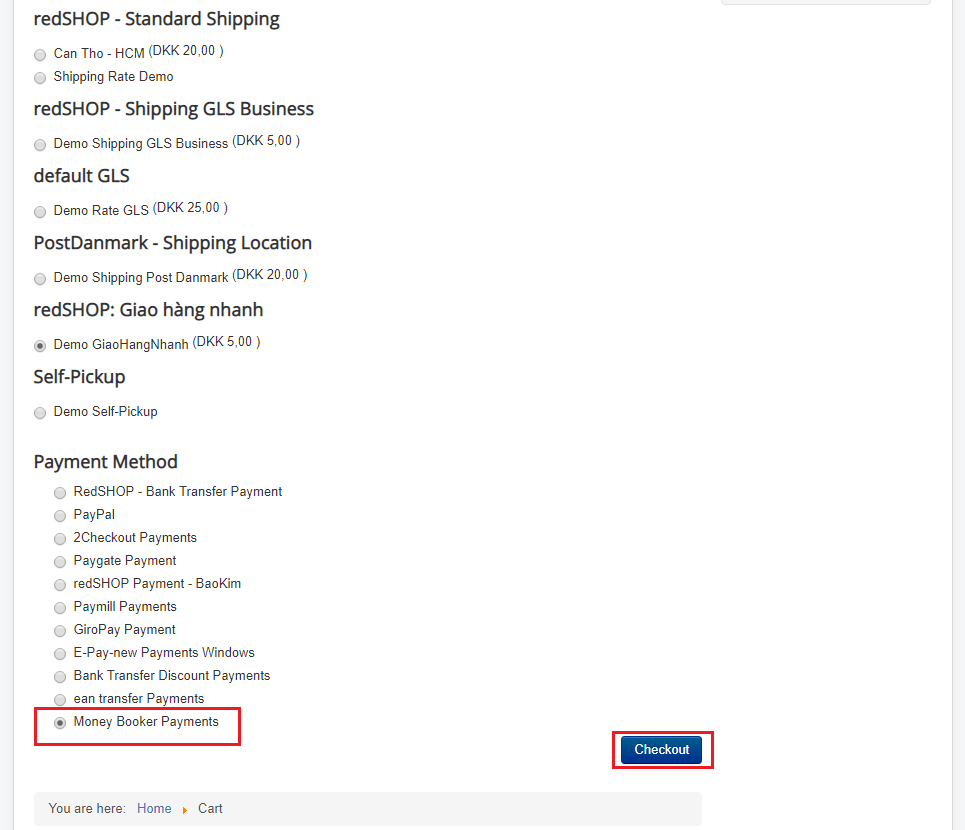 redSHOP - Standard Shipping
Can Tho - HCM (DKK 20,00 )
Shipping Rate Demo
redSHOP - Shipping GLS Business
Demo Shipping GLS Business (DKK 5,00 )
default GLS
Demo Rate GLS (DKK 25,00 )
PostDanmark - Shipping Location
Demo Shipping Post Danmark (DKK 20,00 )
redSHOP: Giao hàng nhanh
Demo GiaoHangNhanh (DKK 5,00 )
Self-Pickup
Demo Self-Pickup
Payment Method
RedSHOP - Bank Transfer Payment
PayPal
2Checkout Payments
Paygate Payment
redSHOP Payment - BaoKim
Paymill Payments
GiroPay Payment
E-Pay-new Payments Windows
Bank Transfer Discount Payments
ean transfer Payments
Money Booker Payments
Checkout
You are here: Home Cart